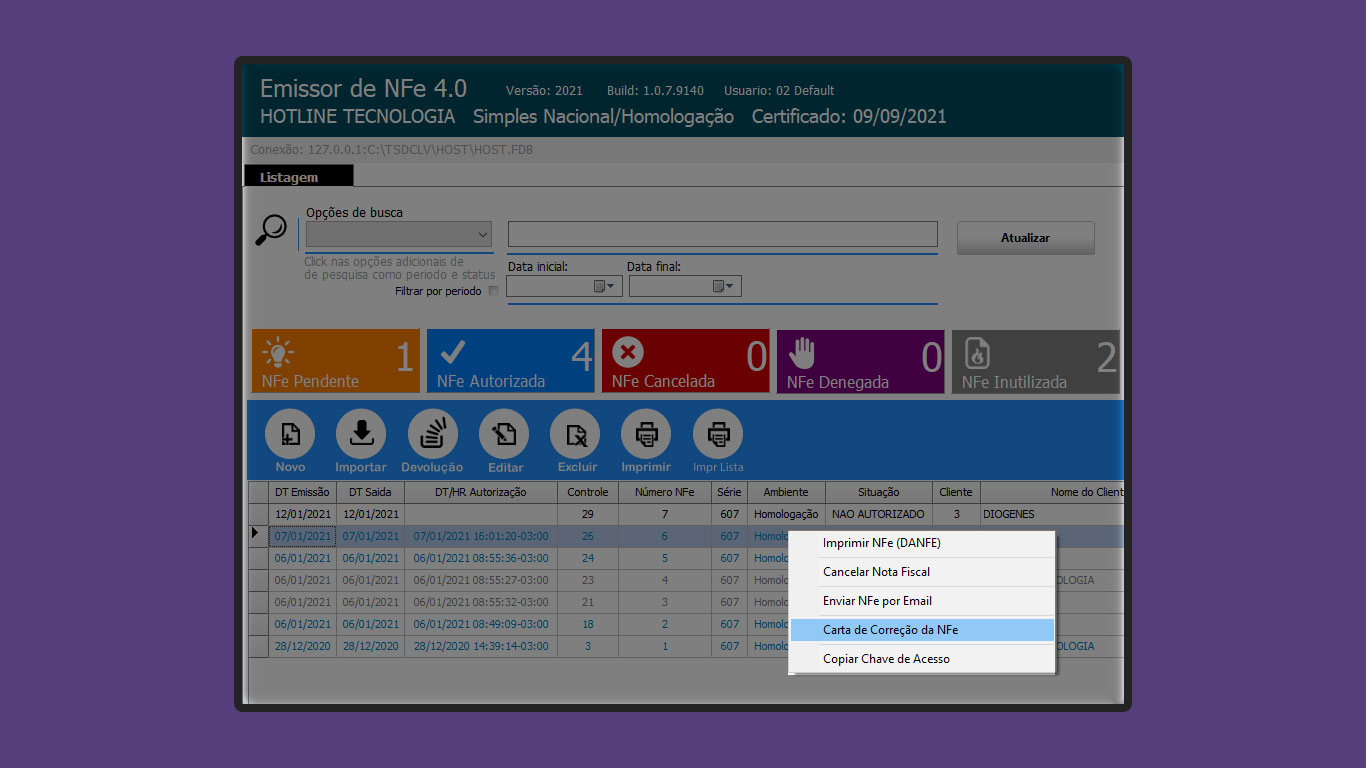 Emissor de NFe 4.0 Versão: 2021 Build: 1.0.7.9140 Usuario: 02 Default
HOTLINE TECNOLOGIA Simples Nacional/Homologação Certificado: 09/09/2021
Conexão: 127.0.0.1:C:\TSDCLV\HOST\HOST.FDB
Listagem
Opções de busca
Atualizar
Click nas opções adicionais de
de pesquisa como periodo e status
Data inicial: Data final:
Filtrar por periodo
1 4 0 0 2
NFe Pendente NFe Autorizada NFe Cancelada NFe Denegada NFe Inutilizada
Novo Importar Devolução Editar Excluir Imprimir Impr Lista
DT Emissão DT Saida DT/HR Autorização Controle Número NFe Série Ambiente Situação Cliente Nome do Client
12/01/2021 12/01/2021 29 7 607 Homologação NAO AUTORIZADO 3 DIOGENES
07/01/2021 07/01/2021 07/01/2021 16:01:20-03:00 26 6 607 Homolo
06/01/2021 06/01/2021 06/01/2021 08:55:36-03:00 24 5 607 Homolo
06/01/2021 06/01/2021 06/01/2021 08:55:27-03:00 23 4 607 Homolo OLOGIA
06/01/2021 06/01/2021 06/01/2021 08:55:32-03:00 21 3 607 Homolo
06/01/2021 06/01/2021 06/01/2021 08:49:09-03:00 18 2 607 Homolo
28/12/2020 28/12/2020 28/12/2020 14:39:14-03:00 3 1 607 Homolo OLOGIA
Imprimir NFe (DANFE)
Cancelar Nota Fiscal
Enviar NFe por Email
Carta de Correção da NFe
Copiar Chave de Acesso